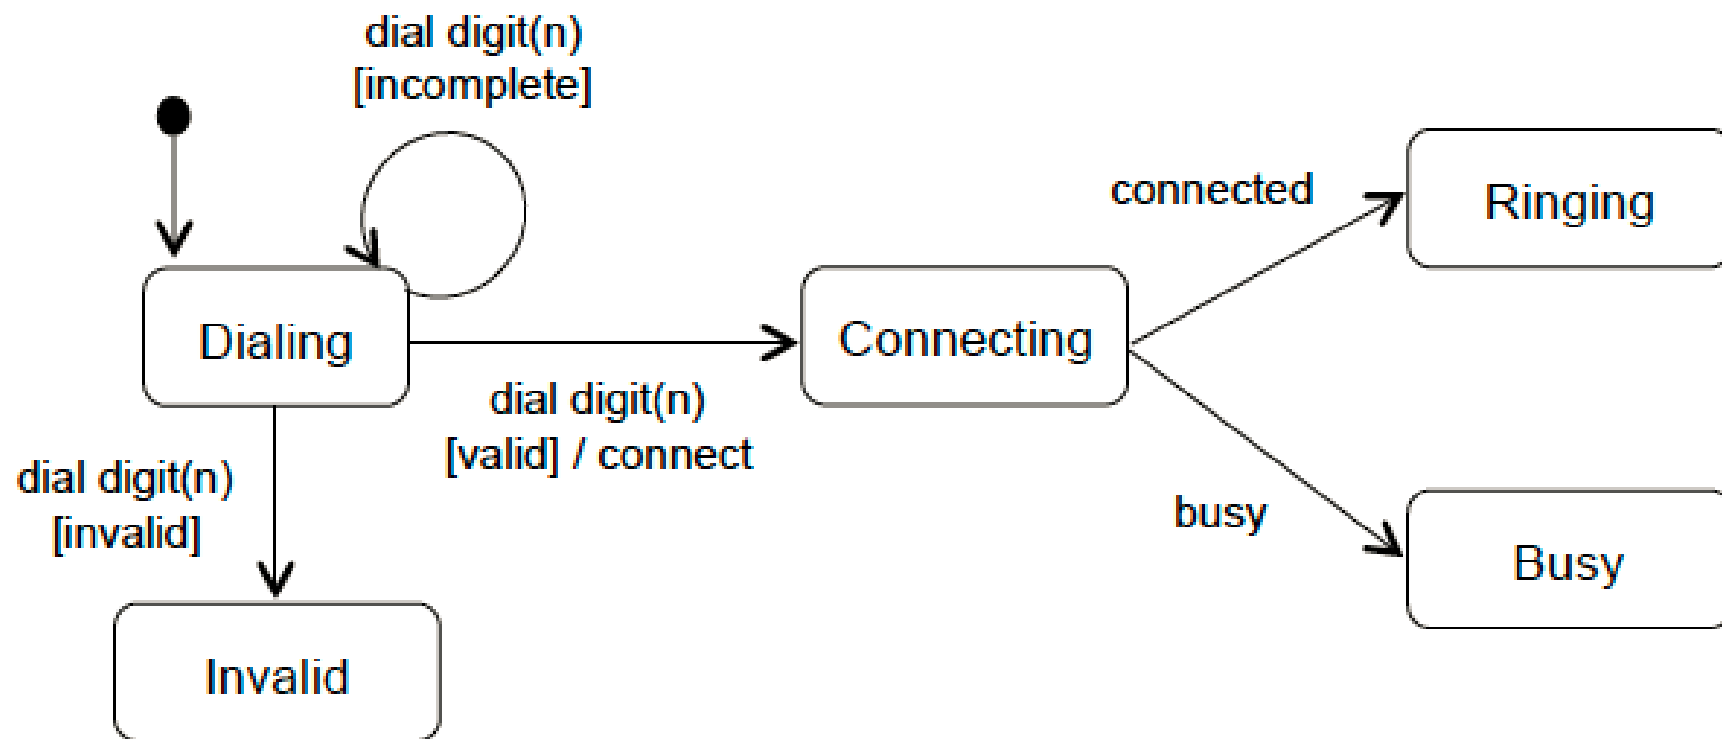 dial digit(n)
[incomplete]
connected
Ringing
Dialing
Connecting
dial digit(n)
[valid] / connect
dial digit(n)
[invalid]
busy
Busy
Invalid